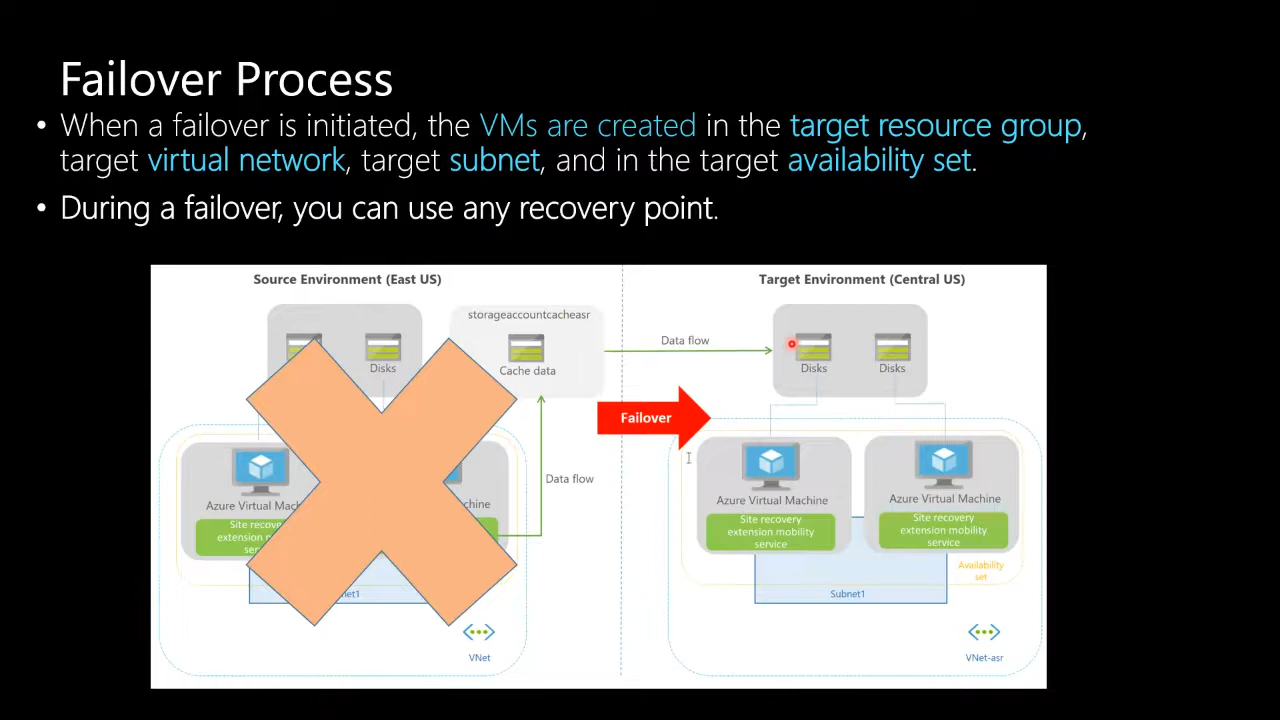 Failover Process
• When a failover is initiated, the VMs are created in the target resource group,
target virtual network, target subnet, and in the target availability set.
• During a failover, you can use any recovery point.
Source Environment (East US)
Target Environment (Central US)
storageaccountcacheasr
Disks
Cache data
Data flow
Disks
Disks
Failover
Data flow
Azure Virtual
Site
extension
Azure Virtual Machine
Site recovery
extension mobility
service
Azure Virtual Machine
Site recovery
extension mobility
service
Availability
set
Subnet1
VNet
VNet-asr